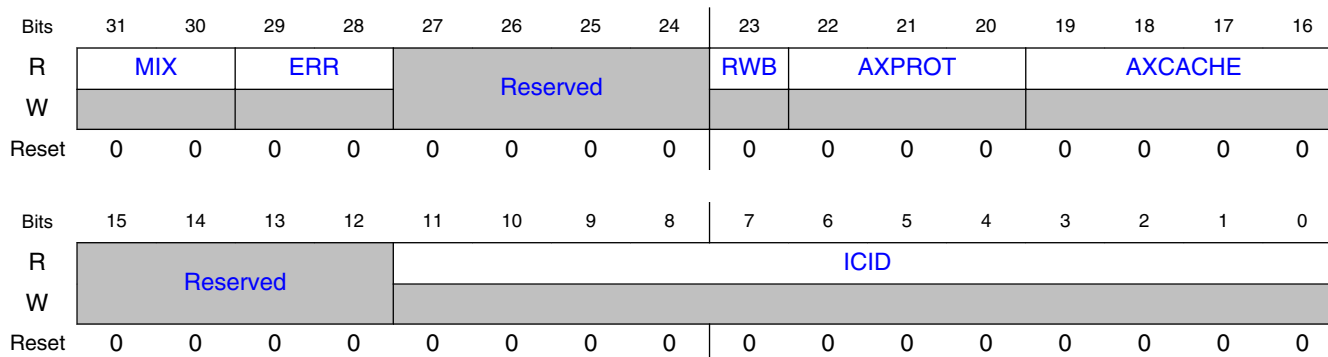 Bits 31 30 29 28 27 26 25 24 23 22 21 20 19 18 17 16
R MIX ERR Reserved RWB AXPROT AXCACHE
W
Reset 0 0 0 0 0 0 0 0 0 0 0 0 0 0 0 0
Bits 15 14 13 12 11 10 9 8 7 6 5 4 3 2 1 0
R Reserved ICID
W
Reset 0 0 0 0 0 0 0 0 0 0 0 0 0 0 0 0